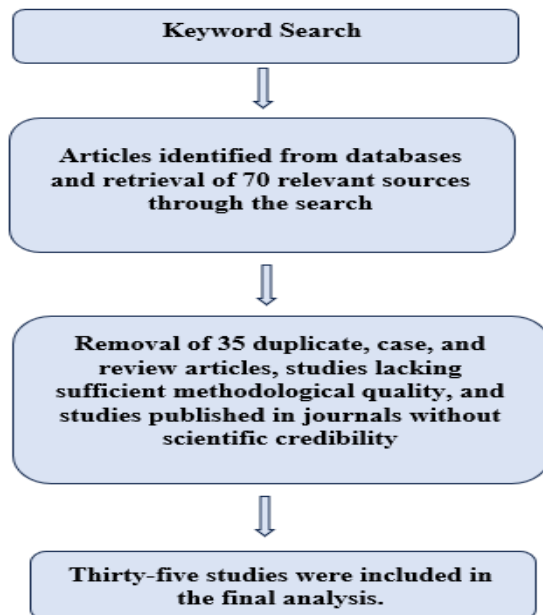 Keyword Search
Articles identified from databases
and retrieval of 70 relevant sources
through the search
Removal of 35 duplicate, case, and
review articles, studies lacking
sufficient methodological quality, and
studies published in journals without
scientific credibility
Thirty-five studies were included in
the final analysis.